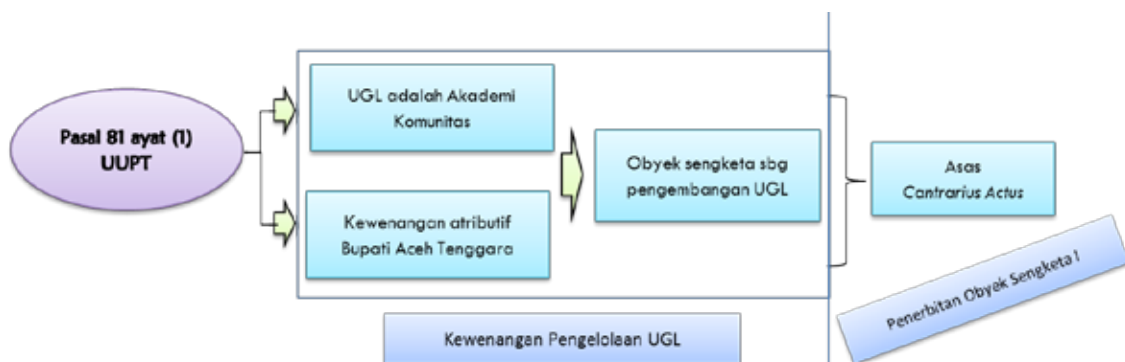 Pasal 81 ayat (1)
UUPT
UGL adalah Akademi
Komunitas
Kewenangan atributif
Bupati Aceh Tenggara
Obyek sengketa sbg
pengembangan UGL
Asas
Contrarius Actus
Penerbitan Obyek Sengketa I
Kewenangan Pengelolaan UGL